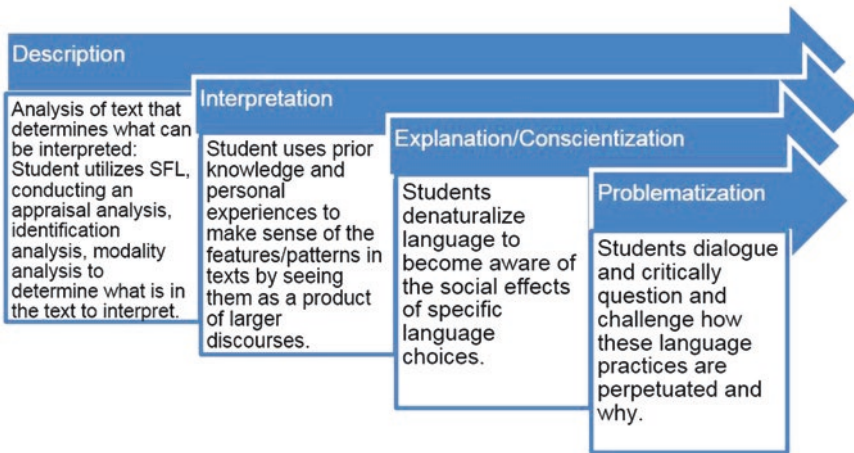 Description
Analysis of text that
determines what can
be interpreted:
Student utilizes SFL,
conducting an
appraisal analysis,
identification
analysis, modality
analysis to
determine what is in
the text to interpret.
Interpretation
Student uses prior
knowledge and
personal
experiences to
make sense of the
features/patterns in
texts by seeing
them as a product
of larger
discourses.
Explanation/Conscientization
Students
denaturalize
language to
become aware of
the social effects
of specific
language
choices.
Problematization
Students dialogue
and critically
question and
challenge how
these language
practices are
perpetuated and
why.